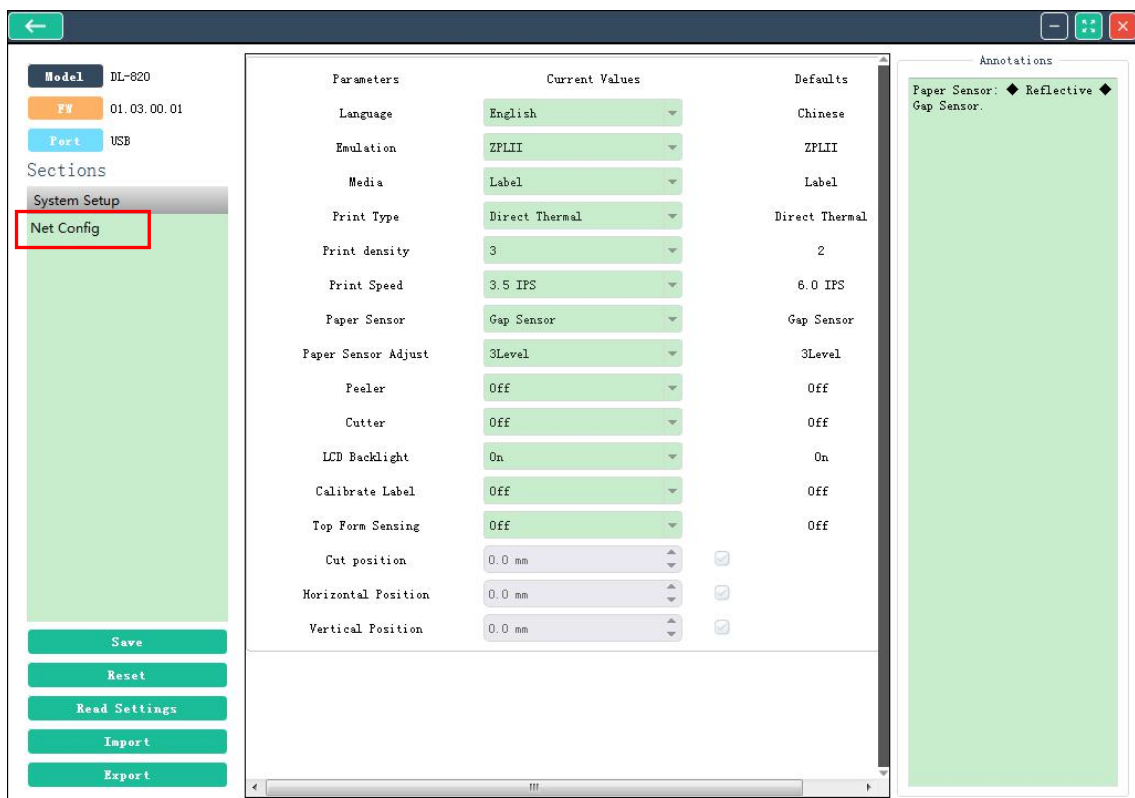 Model DL-820
FW 01.03.00.01
Port USB
Sections
System Setup
Net Config
Save
Reset
Read Settings
Import
Export
Parameters Current Values Defaults
Language English Chinese
Emulation ZPLII ZPLII
Media Label Label
Print Type Direct Thermal Direct Thermal
Print density 3 2
Print Speed 3.5 IPS 6.0 IPS
Paper Sensor Gap Sensor Gap Sensor
Paper Sensor Adjust 3Level 3Level
Peeler Off Off
Cutter Off Off
LCD Backlight On On
Calibrate Label Off Off
Top Form Sensing Off Off
Cut position 0.0 mm
Horizontal Position 0.0 mm
Vertical Position 0.0 mm
Annotations
Paper Sensor: ◆ Reflective ◆
Gap Sensor.